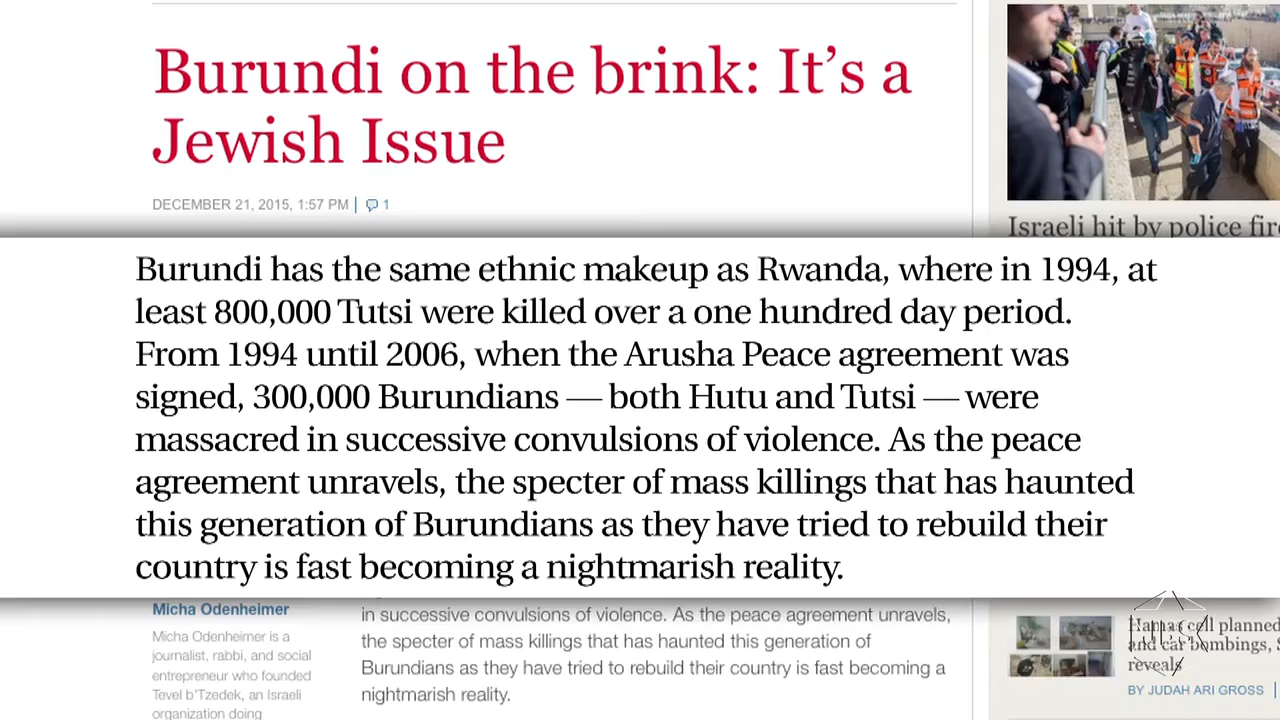 Burundi on the brink: It's a
Jewish Issue
DECEMBER 21, 2015, 1:57 PM | 1
Israeli hit by police fire
Burundi has the same ethnic makeup as Rwanda, where in 1994, at
least 800,000 Tutsi were killed over a one hundred day period.
From 1994 until 2006, when the Arusha Peace agreement was
signed, 300,000 Burundians — both Hutu and Tutsi — were
massacred in successive convulsions of violence. As the peace
agreement unravels, the specter of mass killings that has haunted
this generation of Burundians as they have tried to rebuild their
country is fast becoming a nightmarish reality.
Micha Odenheimer
Micha Odenheimer is a
journalist, rabbi, and social
entrepreneur who founded
Tevel b'Tzedek, an Israeli
organization doing
in successive convulsions of violence. As the peace agreement unravels,
the specter of mass killings that has haunted this generation of
Burundians as they have tried to rebuild their country is fast becoming a
nightmarish reality.
Hamas cell planned
and car bombings, S
reveals
BY JUDAH ARI GROSS |